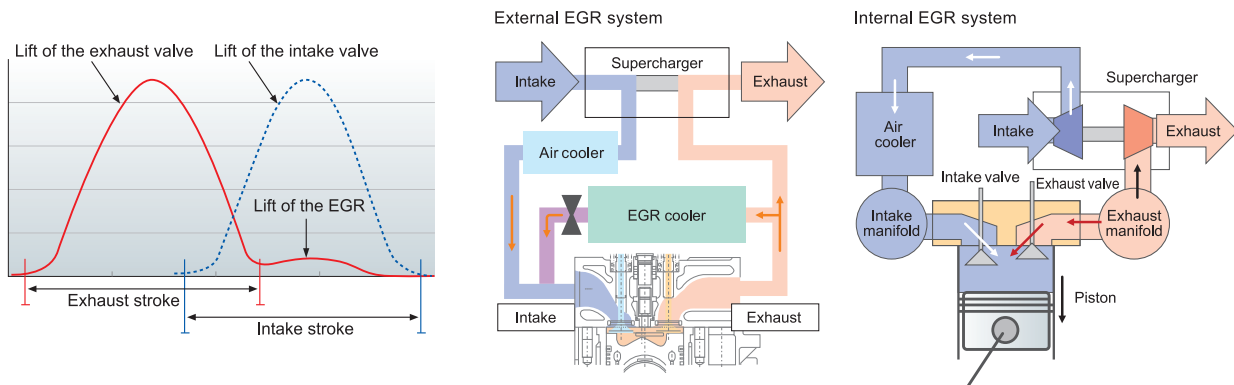 Lift of the exhaust valve
Lift of the intake valve
Lift of the EGR
Exhaust stroke
Intake stroke
External EGR system
Intake
Supercharger
Exhaust
Air cooler
EGR cooler
Intake
Exhaust
Internal EGR system
Supercharger
Air
cooler
Intake
Exhaust
Intake valve
Exhaust valve
Intake
manifold
Exhaust
manifold
Piston